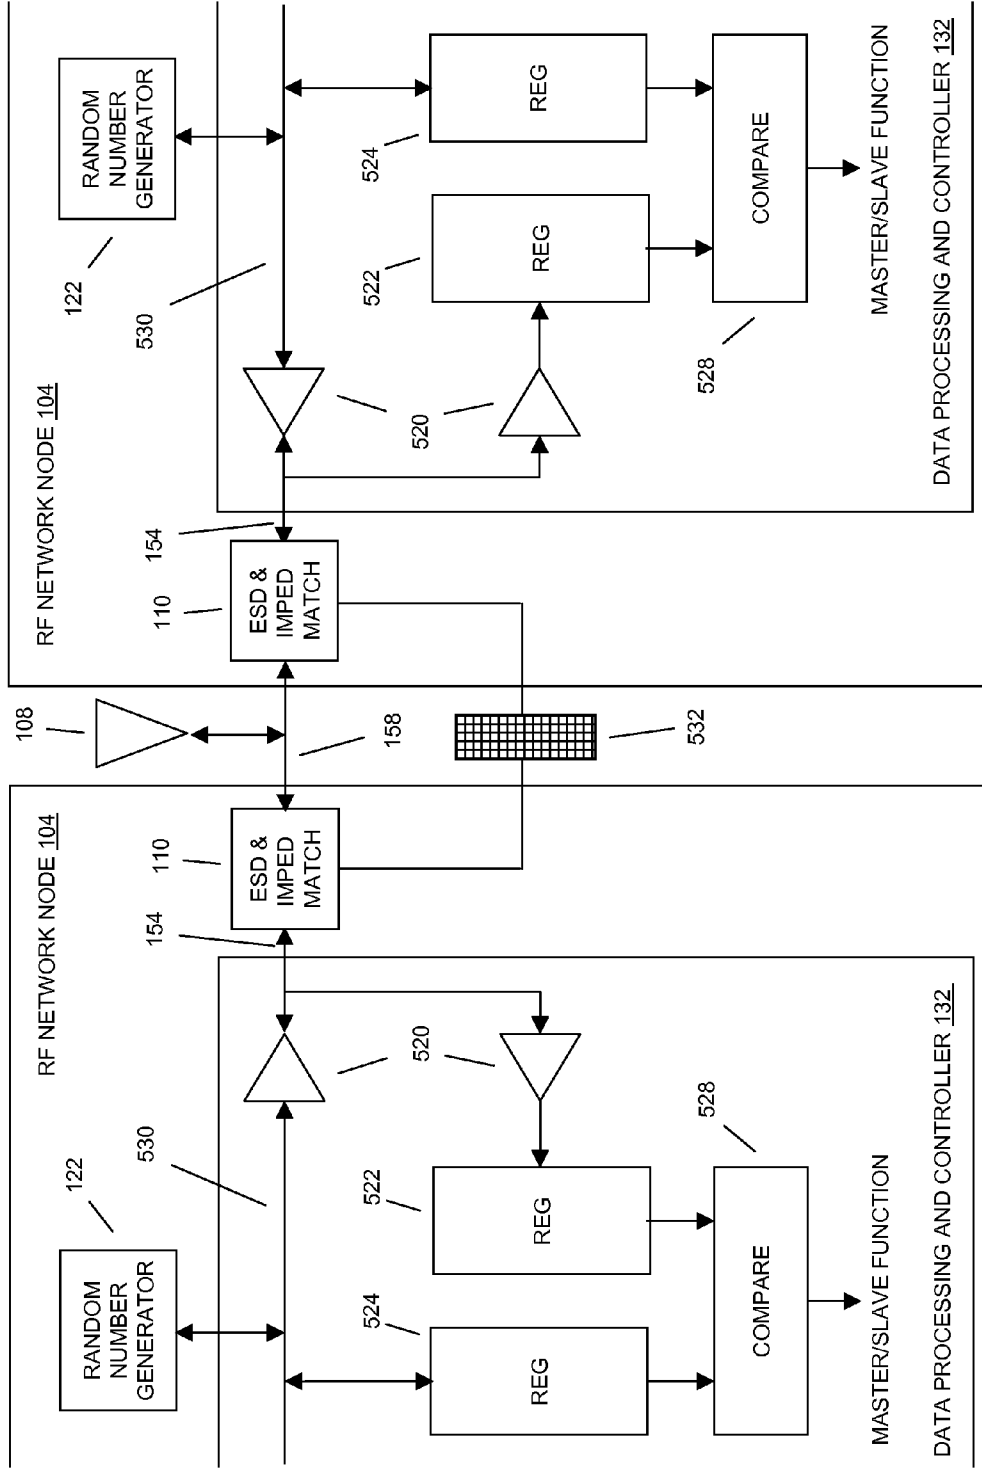 RF NETWORK NODE 104
122
RANDOM
NUMBER
GENERATOR
530
154
110
ESD &
IMPED
MATCH
520
524
REG
522
REG
528
COMPARE
MASTER/SLAVE FUNCTION
DATA PROCESSING AND CONTROLLER 132
108
158
532
RF NETWORK NODE 104
110
ESD &
IMPED
MATCH
154
530
122
RANDOM
NUMBER
GENERATOR
520
522
REG
524
REG
528
COMPARE
MASTER/SLAVE FUNCTION
DATA PROCESSING AND CONTROLLER 132